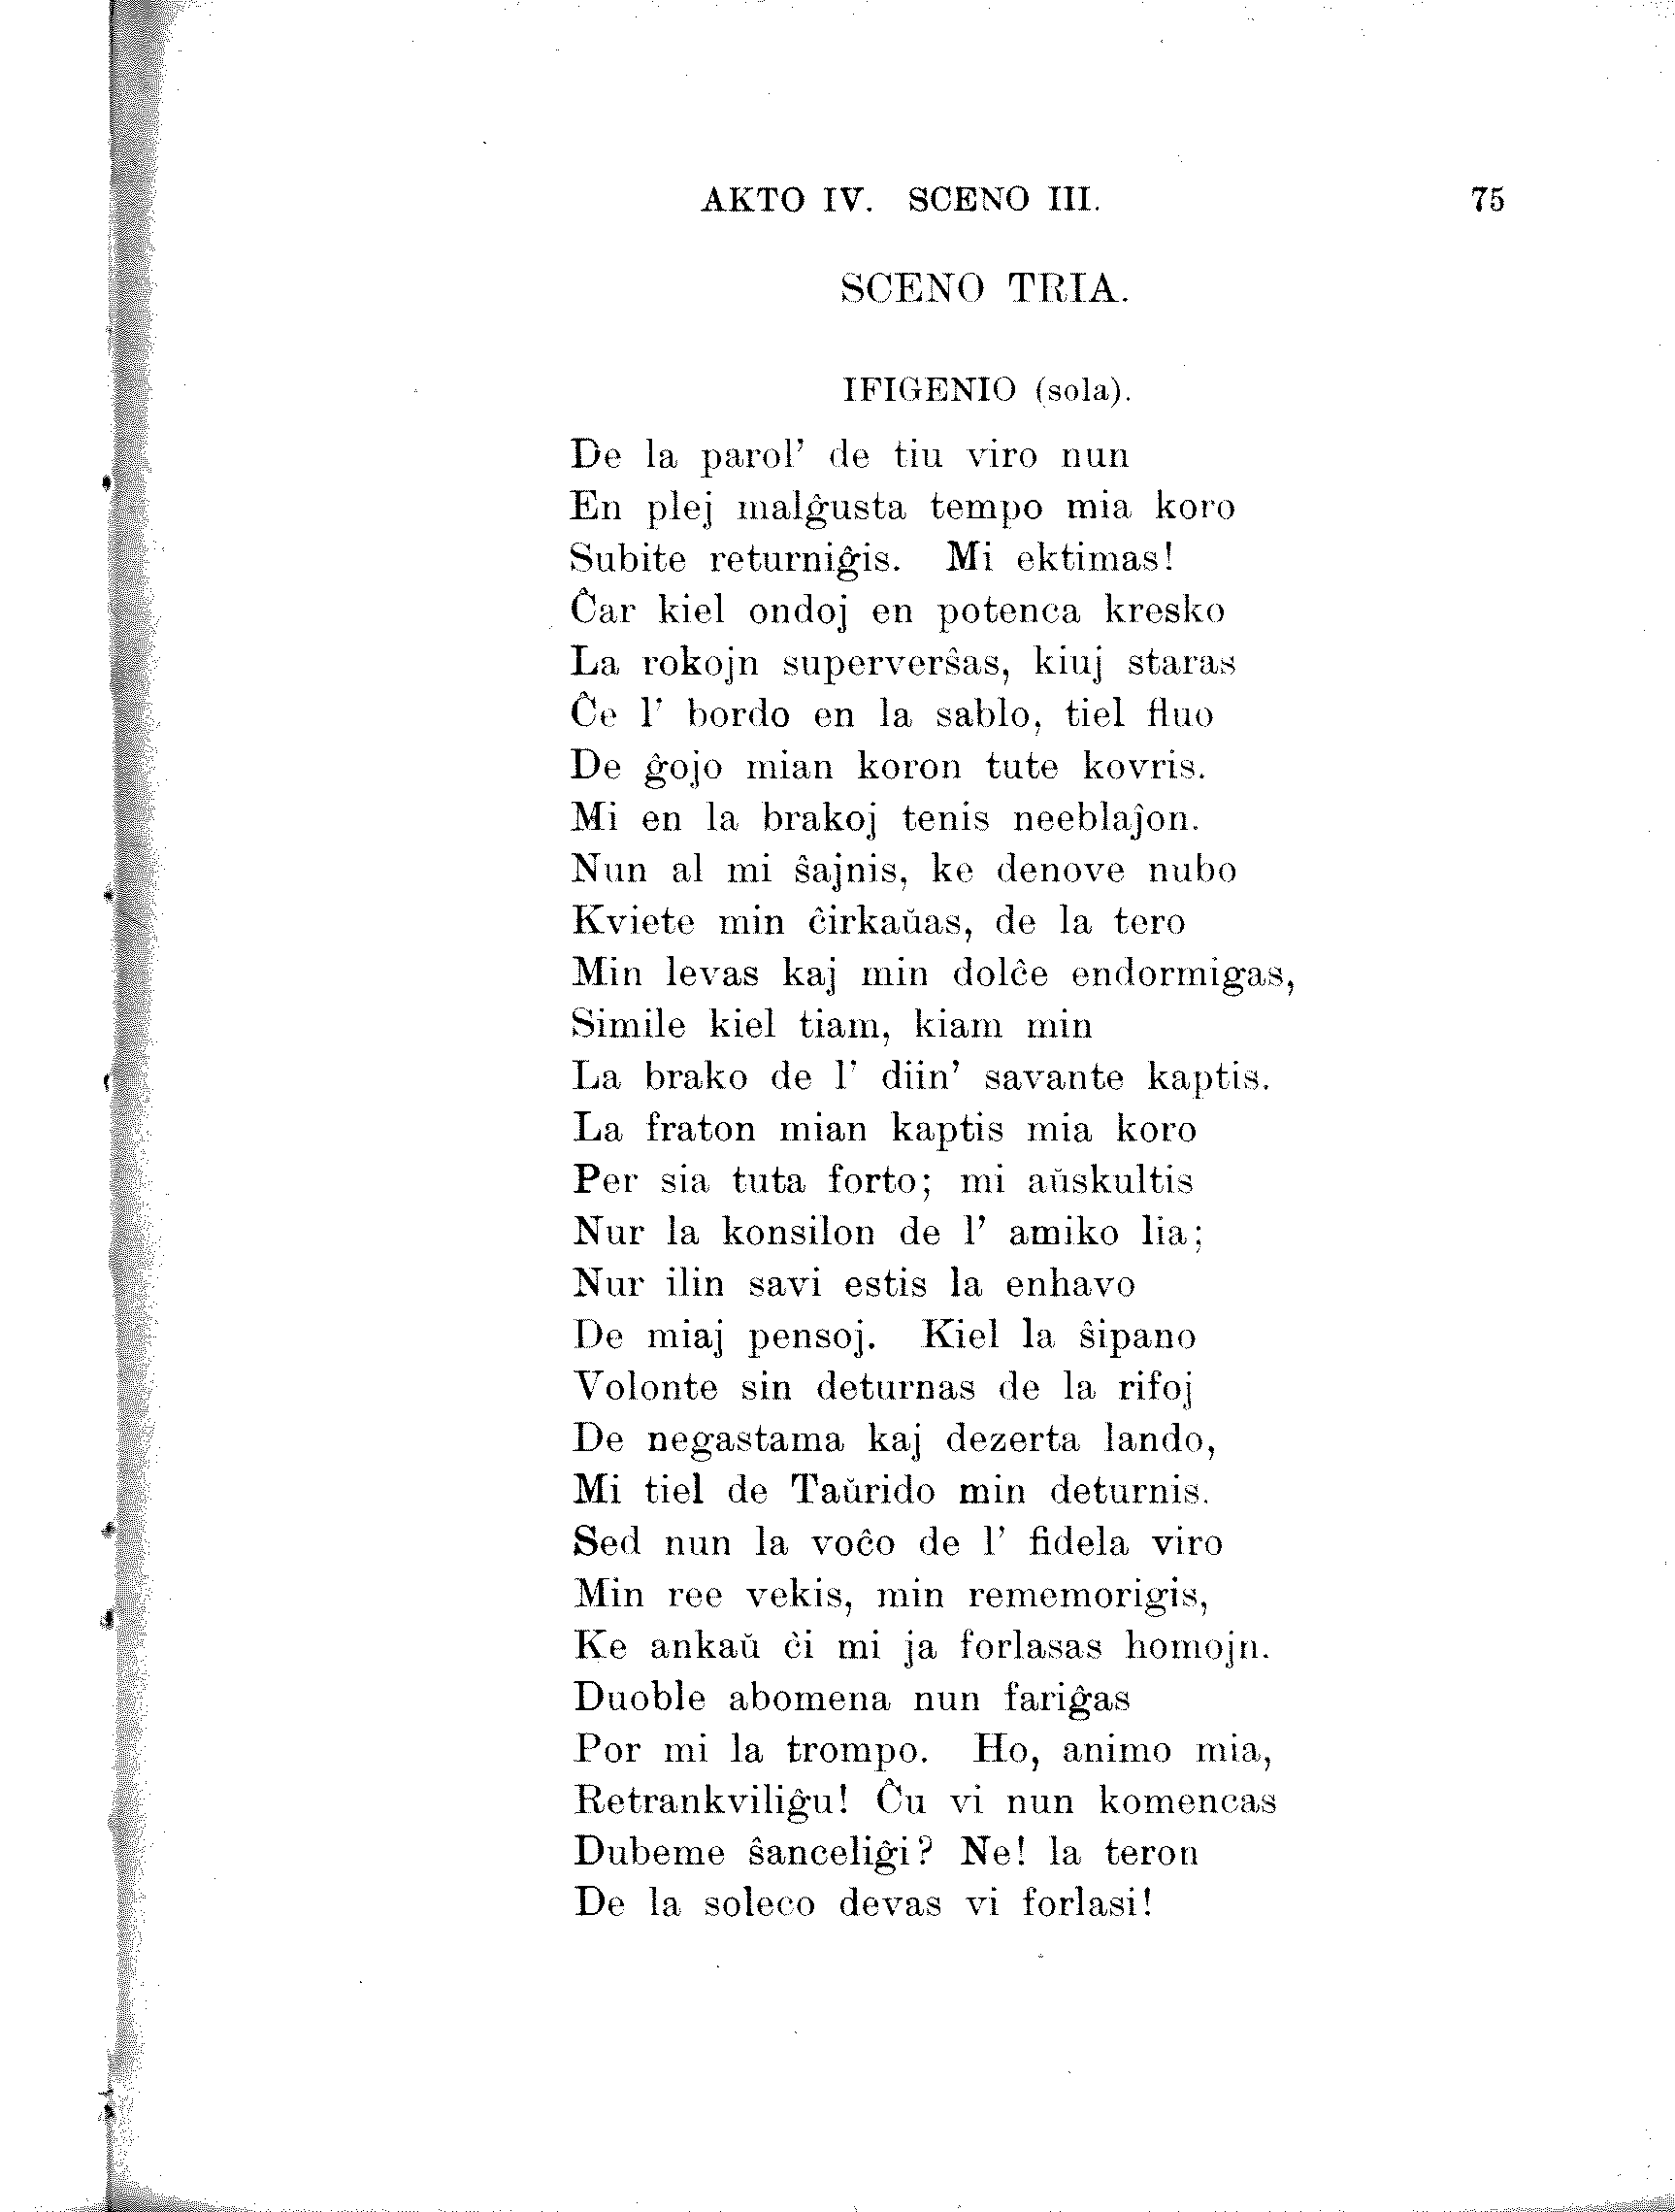 AKTO IV. SCENO III. 75
SCENO TRIA.
IFIGENIO (sola).
De la parol' de tiu viro nun
En plej malĝusta tempo mia koro
Subite returniĝis. Mi ektimas!
Ĉar kiel ondoj en potenca kresko
La rokojn superverŝas, kiuj staras
Ĉe l' bordo en la sablo, tiel fluo
De ĝojo mian koron tute kovris.
Mi en la brakoj tenis neeblaĵon.
Nun al mi ŝajnis, ke denove nubo
Kviete min ĉirkaŭas, de la tero
Min levas kaj min dolĉe endormigas,
Simile kiel tiam, kiam min
La brako de l' diin' savante kaptis.
La fraton mian kaptis mia koro
Per sia tuta forto; mi aŭskultis
Nur la konsilon de l' amiko lia;
Nur ilin savi estis la enhavo
De miaj pensoj. Kiel la ŝipano
Volonte sin deturnas de la rifoj
De negastama kaj dezerta lando,
Mi tiel de Taŭrido min deturnis.
Sed nun la voĉo de l' fidela viro
Min ree vekis, min rememorigis,
Ke ankaŭ ĉi mi ja forlasas homojn.
Duoble abomena nun fariĝas
Por mi la trompo. Ho, animo mia,
Retrankviliĝu! Ĉu vi nun komencas
Dubeme ŝanceliĝi? Ne! la teron
De la soleco devas vi forlasi!